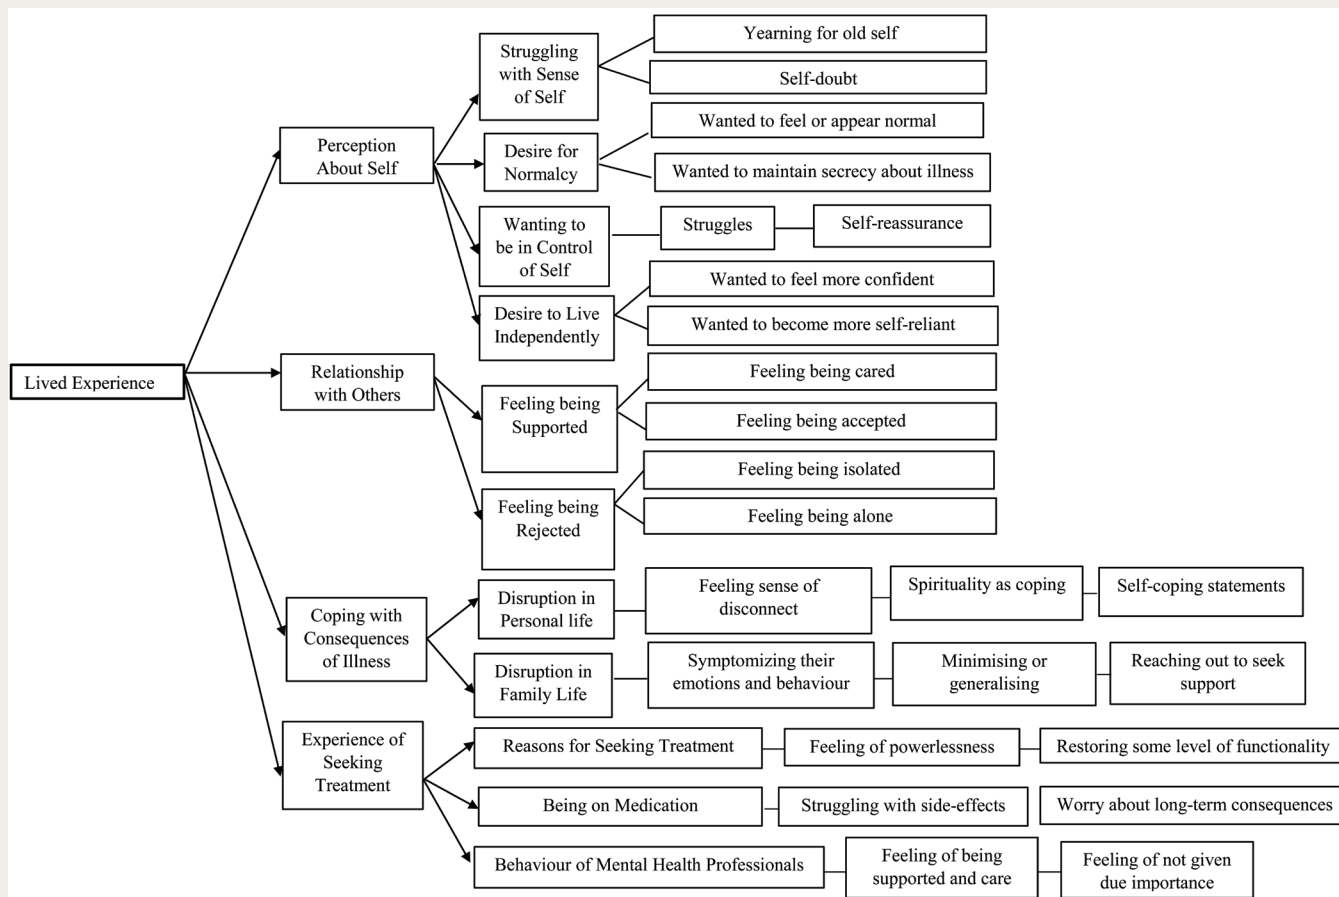 Lived Experience
Perception
About Self
Struggling
with Sense
of Self
Yearning for old self
Self-doubt
Desire for
Normalcy
Wanted to feel or appear normal
Wanted to maintain secrecy about illness
Wanting to
be in Control
of Self
Struggles
Self-reassurance
Desire to Live
Independently
Wanted to feel more confident
Wanted to become more self-reliant
Relationship
with Others
Feeling being
Supported
Feeling being cared
Feeling being accepted
Feeling being
Rejected
Feeling being isolated
Feeling being alone
Coping with
Consequences
of Illness
Disruption in
Personal life
Feeling sense of
disconnect
Spirituality as coping
Self-coping statements
Disruption in
Family Life
Symptomizing their
emotions and behaviour
Minimising or
generalising
Reaching out to seek
support
Experience of
Seeking
Treatment
Reasons for Seeking Treatment
Feeling of powerlessness
Restoring some level of functionality
Being on Medication
Struggling with side-effects
Worry about long-term consequences
Behaviour of Mental Health Professionals
Feeling of being
supported and care
Feeling of not given
due importance